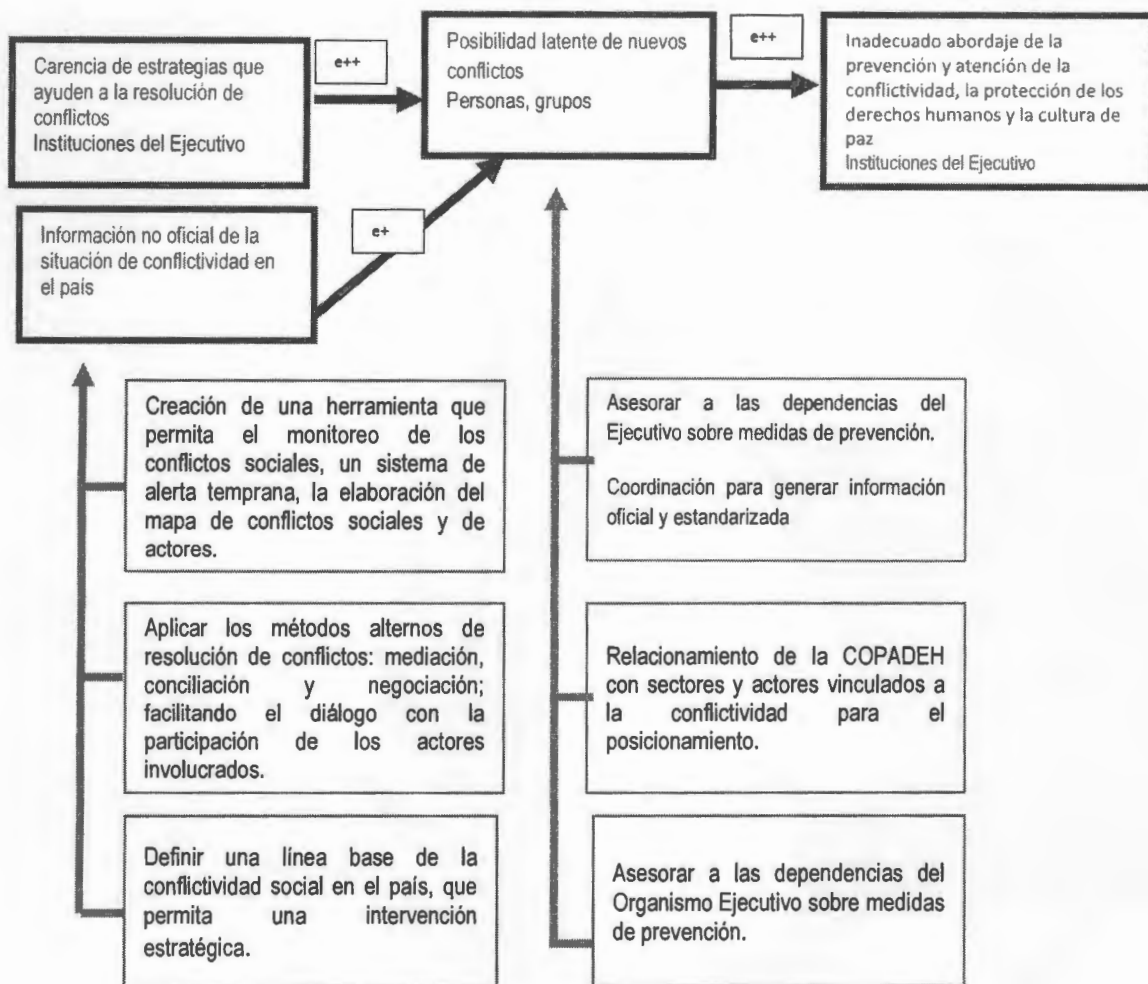 Carencia de estrategias que
ayuden a la resolución de
conflictos
Instituciones del Ejecutivo
e++
Posibilidad latente de nuevos
conflictos
Personas, grupos
e++
Inadecuado abordaje de la
prevención y atención de la
conflictividad, la protección de los
derechos humanos y la cultura de
paz
Instituciones del Ejecutivo
Información no oficial de la
situación de conflictividad en
el país
e+
Creación de una herramienta que
permita el monitoreo de los
conflictos sociales, un sistema de
alerta temprana, la elaboración del
mapa de conflictos sociales y de
actores.
Aplicar los métodos alternos de
resolución de conflictos: mediación,
conciliación y negociación;
facilitando el diálogo con la
participación de los actores
involucrados.
Definir una línea base de la
conflictividad social en el país, que
permita una intervención
estratégica.
Asesorar a las dependencias del
Ejecutivo sobre medidas de prevención.
Coordinación para generar información
oficial y estandarizada
Relacionamiento de la COPADEH
con sectores y actores vinculados a
la conflictividad para el
posicionamiento.
Asesorar a las dependencias del
Organismo Ejecutivo sobre medidas
de prevención.